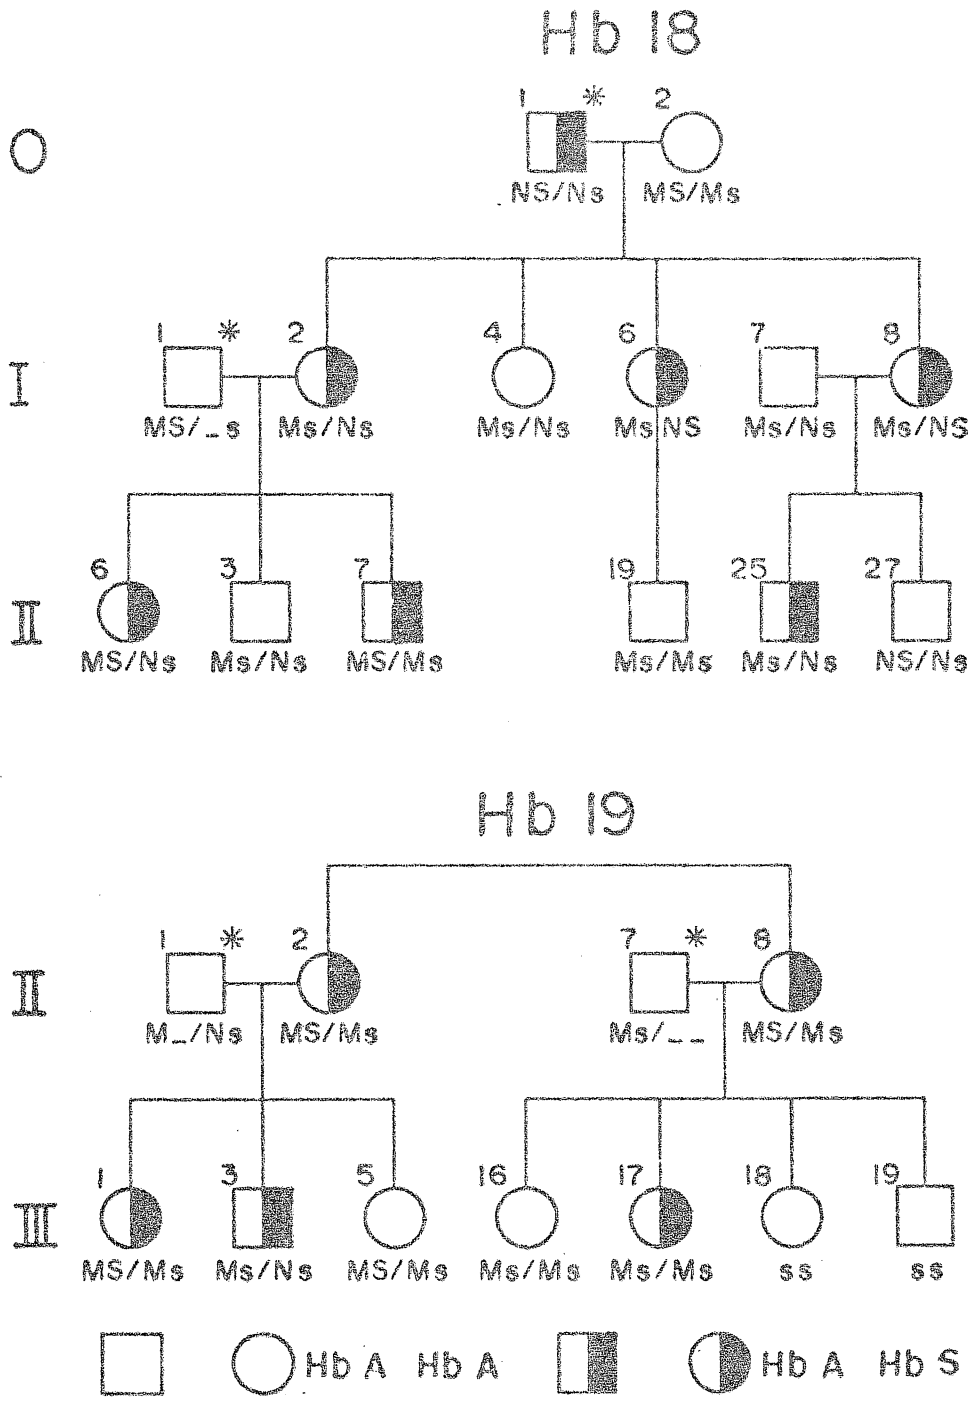 Hb 18
1 * 2
O
NS/Ns MS/Ms
1 * 2 4 6 7 8
I
MS/_s Ms/Ns Ms/Ns Ms NS Ms/Ns Ms/NS
6 3 7 19 25 27
II
MS/Ns Ms/Ns MS/Ms Ms/Ms Ms/Ns NS/Ns
Hb 19
1 * 2 7 * 8
II
M_/Ns MS/Ms Ms/_ _ MS/Ms
1 3 5 16 17 18 19
III
MS/Ms Ms/Ns MS/Ms Ms/Ms Ms/Ms ss ss
Hb A Hb A Hb A Hb S